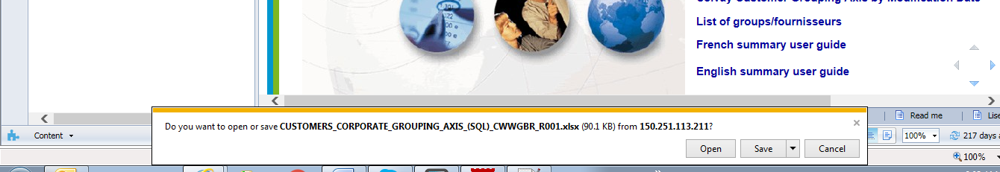 List of groups/fournisseurs
French summary user guide
English summary user guide
Do you want to open or save CUSTOMERS_CORPORATE_GROUPING_AXIS_(SQL)_CWWGBR_R001.xlsx (90.1 KB) from 150.251.113.211?
Open
Save
Cancel
Content
Read me
Lise
100%
217 days a
100%